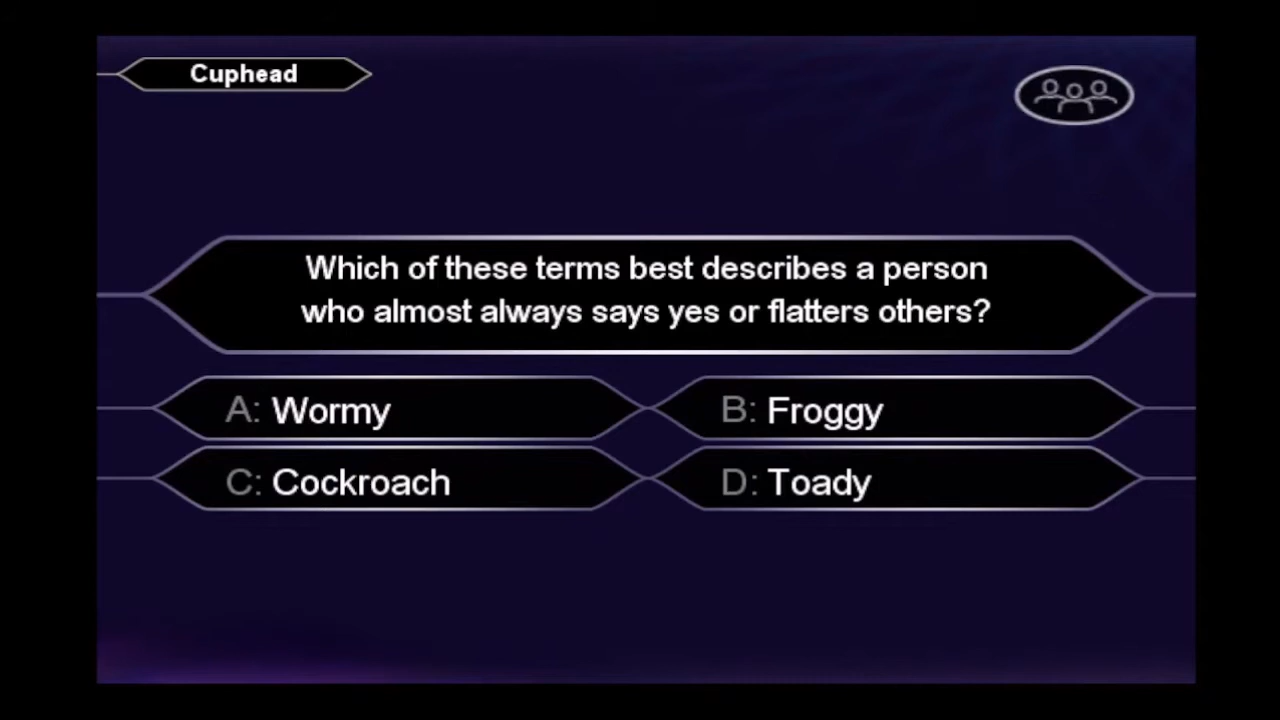 Cuphead
Which of these terms best describes a person
who almost always says yes or flatters others?
A: Wormy
B: Froggy
C: Cockroach
D: Toady